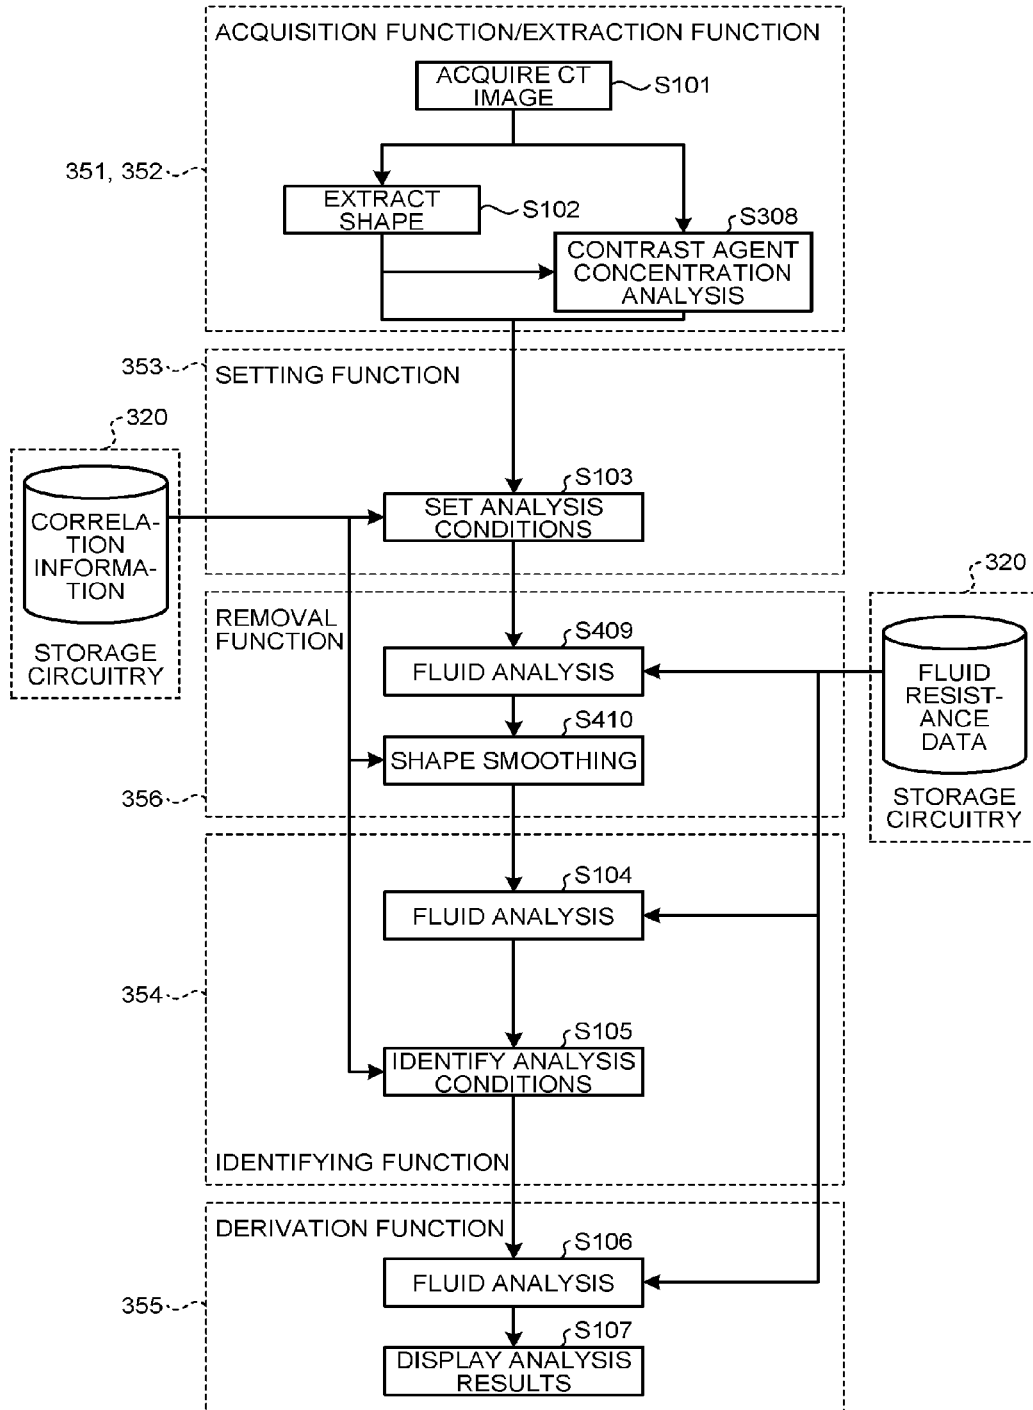 ACQUISITION FUNCTION/EXTRACTION FUNCTION
ACQUIRE CT
IMAGE
S101
351, 352
EXTRACT
SHAPE
S102
S308
CONTRAST AGENT
CONCENTRATION
ANALYSIS
353
SETTING FUNCTION
320
CORRELA-
TION
INFORMA-
TION
STORAGE
CIRCUITRY
S103
SET ANALYSIS
CONDITIONS
320
FLUID
RESIST-
ANCE
DATA
STORAGE
CIRCUITRY
REMOVAL
FUNCTION
S409
FLUID ANALYSIS
S410
SHAPE SMOOTHING
356
S104
FLUID ANALYSIS
354
S105
IDENTIFY ANALYSIS
CONDITIONS
IDENTIFYING FUNCTION
DERIVATION FUNCTION
S106
FLUID ANALYSIS
355
S107
DISPLAY ANALYSIS
RESULTS